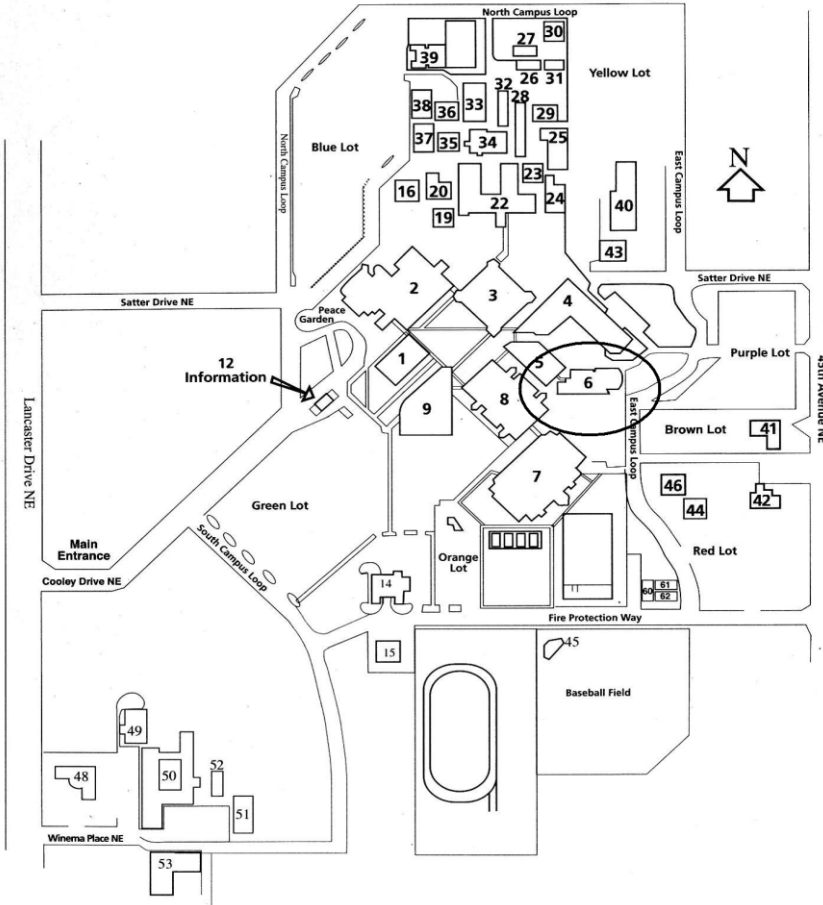 North Campus Loop
30
27
39
26
31
Yellow Lot
32
28
38
36
33
29
37
35
34
25
Blue Lot
North Campus Loop
East Campus Loop
N
23
16
20
22
24
40
19
43
Satter Drive NE
Satter Drive NE
2
3
4
Peace
Garden
1
5
6
Purple Lot
45th Avenue NE
12
Information
9
8
East Campus Loop
Brown Lot
41
Lancaster Drive NE
7
46
44
42
Green Lot
Main
Entrance
South Campus Loop
Orange
Lot
Red Lot
Cooley Drive NE
14
60
61
62
Fire Protection Way
15
45
Baseball Field
49
48
50
52
51
Winema Place NE
53